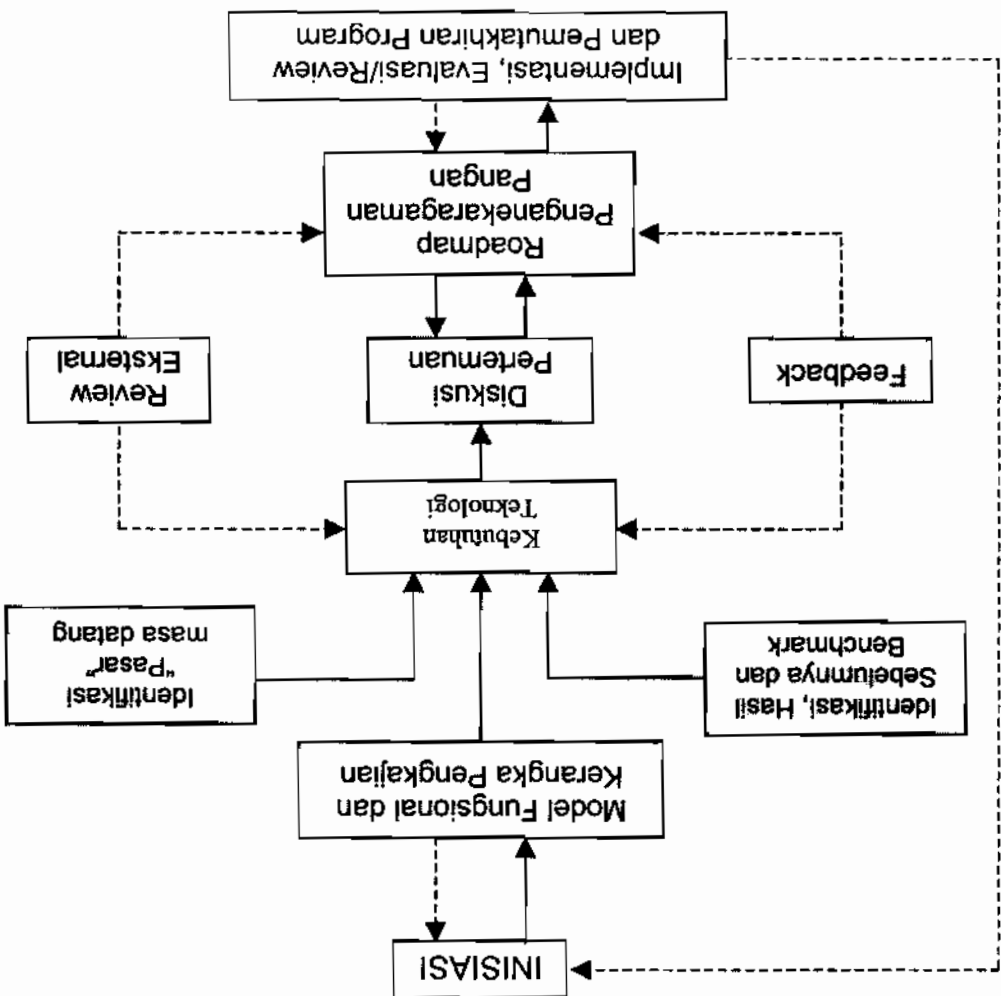 INISIASI
Model Fungsional dan
Kerangka Pengkajian
Identifikasi, Hasil
Sebelumnya dan
Benchmark
Identifikasi
"Pasar"
masa datang
Kebutuhan
Teknologi
Feedback
Diskusi
Pertemuan
Review
Eksternal
Roadmap
Penganekaragaman
Pangan
Implementasi, Evaluasi/Review
dan Pemutakhiran Program